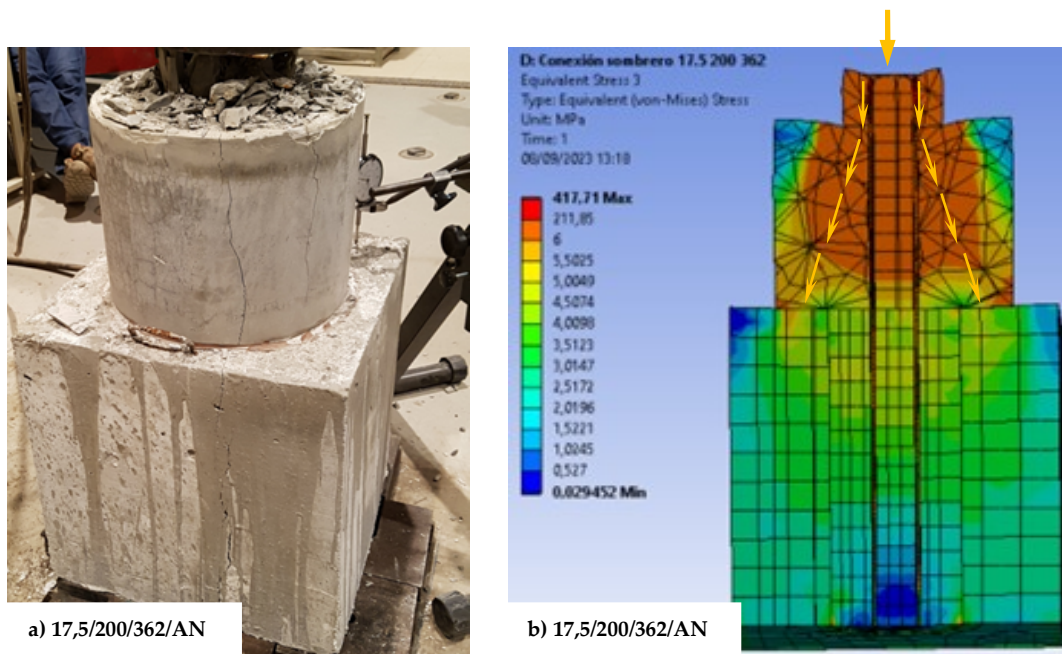 D: Conexión sombrero 17.5 200 362
Equivalent Stress 3
Type: Equivalent (von-Mises) Stress
Unit: MPa
Time: 1
08/09/2023 13:18
417,71 Max
211,85
6
5,5025
5,0049
4,5074
4,0098
3,5123
3,0147
2,5172
2,0196
1,5221
1,0245
0,527
0,029452 Min
a) 17,5/200/362/AN
b) 17,5/200/362/AN